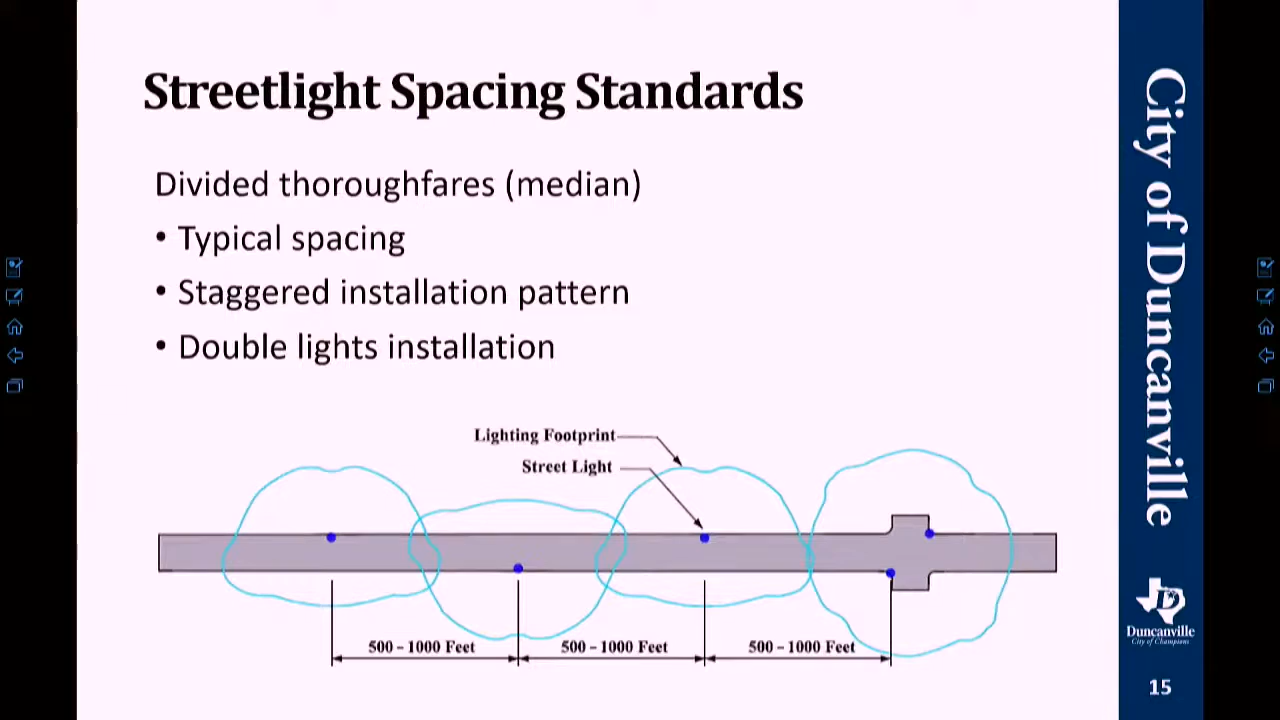 Streetlight Spacing Standards
Divided thoroughfares (median)
• Typical spacing
• Staggered installation pattern
• Double lights installation
Lighting Footprint
Street Light
500 – 1000 Feet
500 – 1000 Feet
500 – 1000 Feet
City of Duncanville
D
Duncanville
City of Champions
15